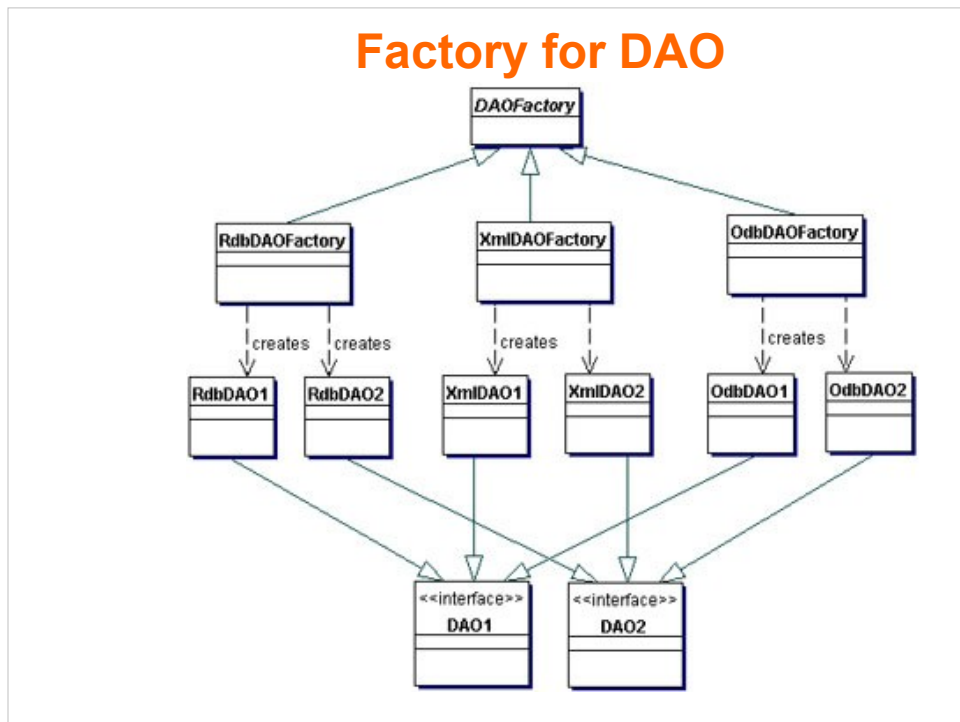 Factory for DAO
DAOFactory
RdbDAOFactory
XmlDAOFactory
OdbDAOFactory
creates
creates
creates
creates
RdbDAO1
RdbDAO2
XmlDAO1
XmlDAO2
OdbDAO1
OdbDAO2
<<interface>>
DAO1
<<interface>>
DAO2